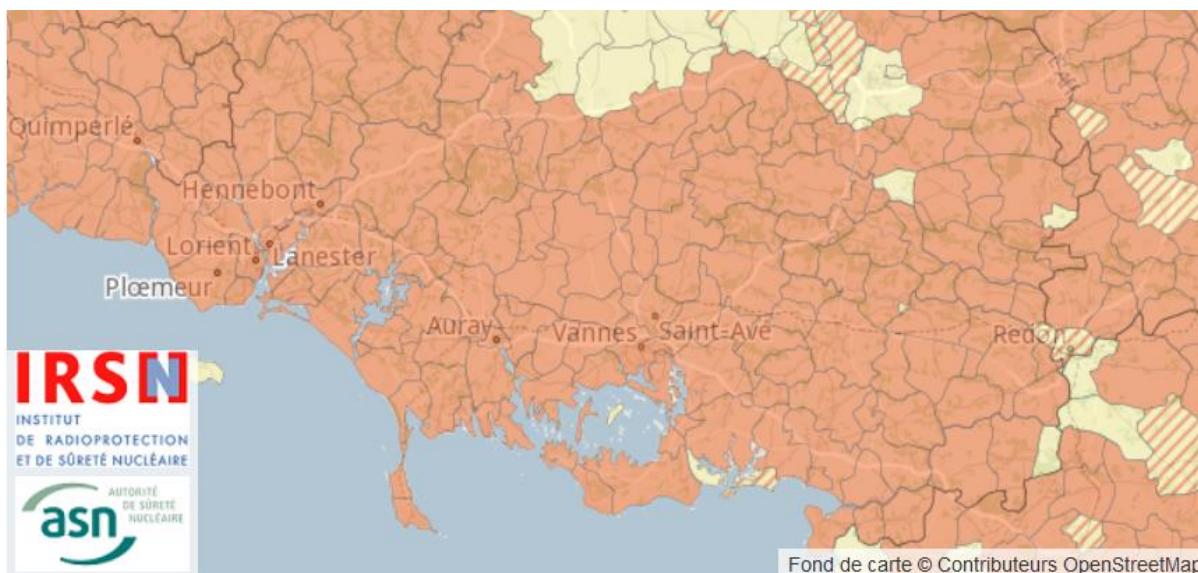 l'Aff
Quimperlé
Hennebont
Lorient
Lanester
Plœmeur
Auray
Vannes
Saint-Avé
Redon
IRSN
INSTITUT
DE RADIOPROTECTION
ET DE SÛRETÉ NUCLÉAIRE
asn
AUTORITÉ
DE SÛRETÉ
NUCLÉAIRE
Fond de carte © Contributeurs OpenStreetMap